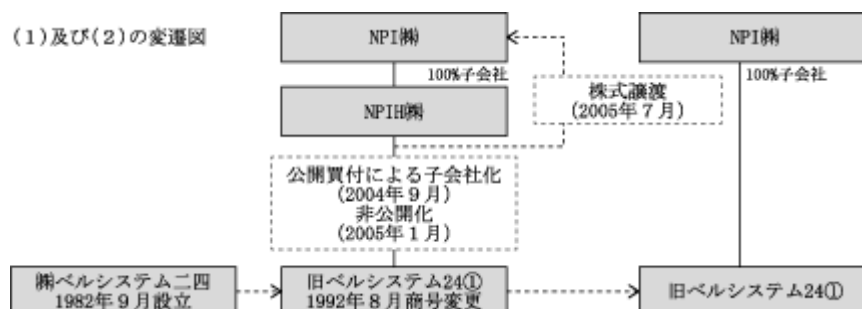 (1)及び(2)の変遷図
NPI㈱
NPI㈱
100%子会社
100%子会社
NPIH㈱
株式譲渡
(2005年7月)
公開買付による子会社化
(2004年9月)
非公開化
(2005年1月)
㈱ベルシステム二四
1982年9月設立
旧ベルシステム24①
1992年8月商号変更
旧ベルシステム24①